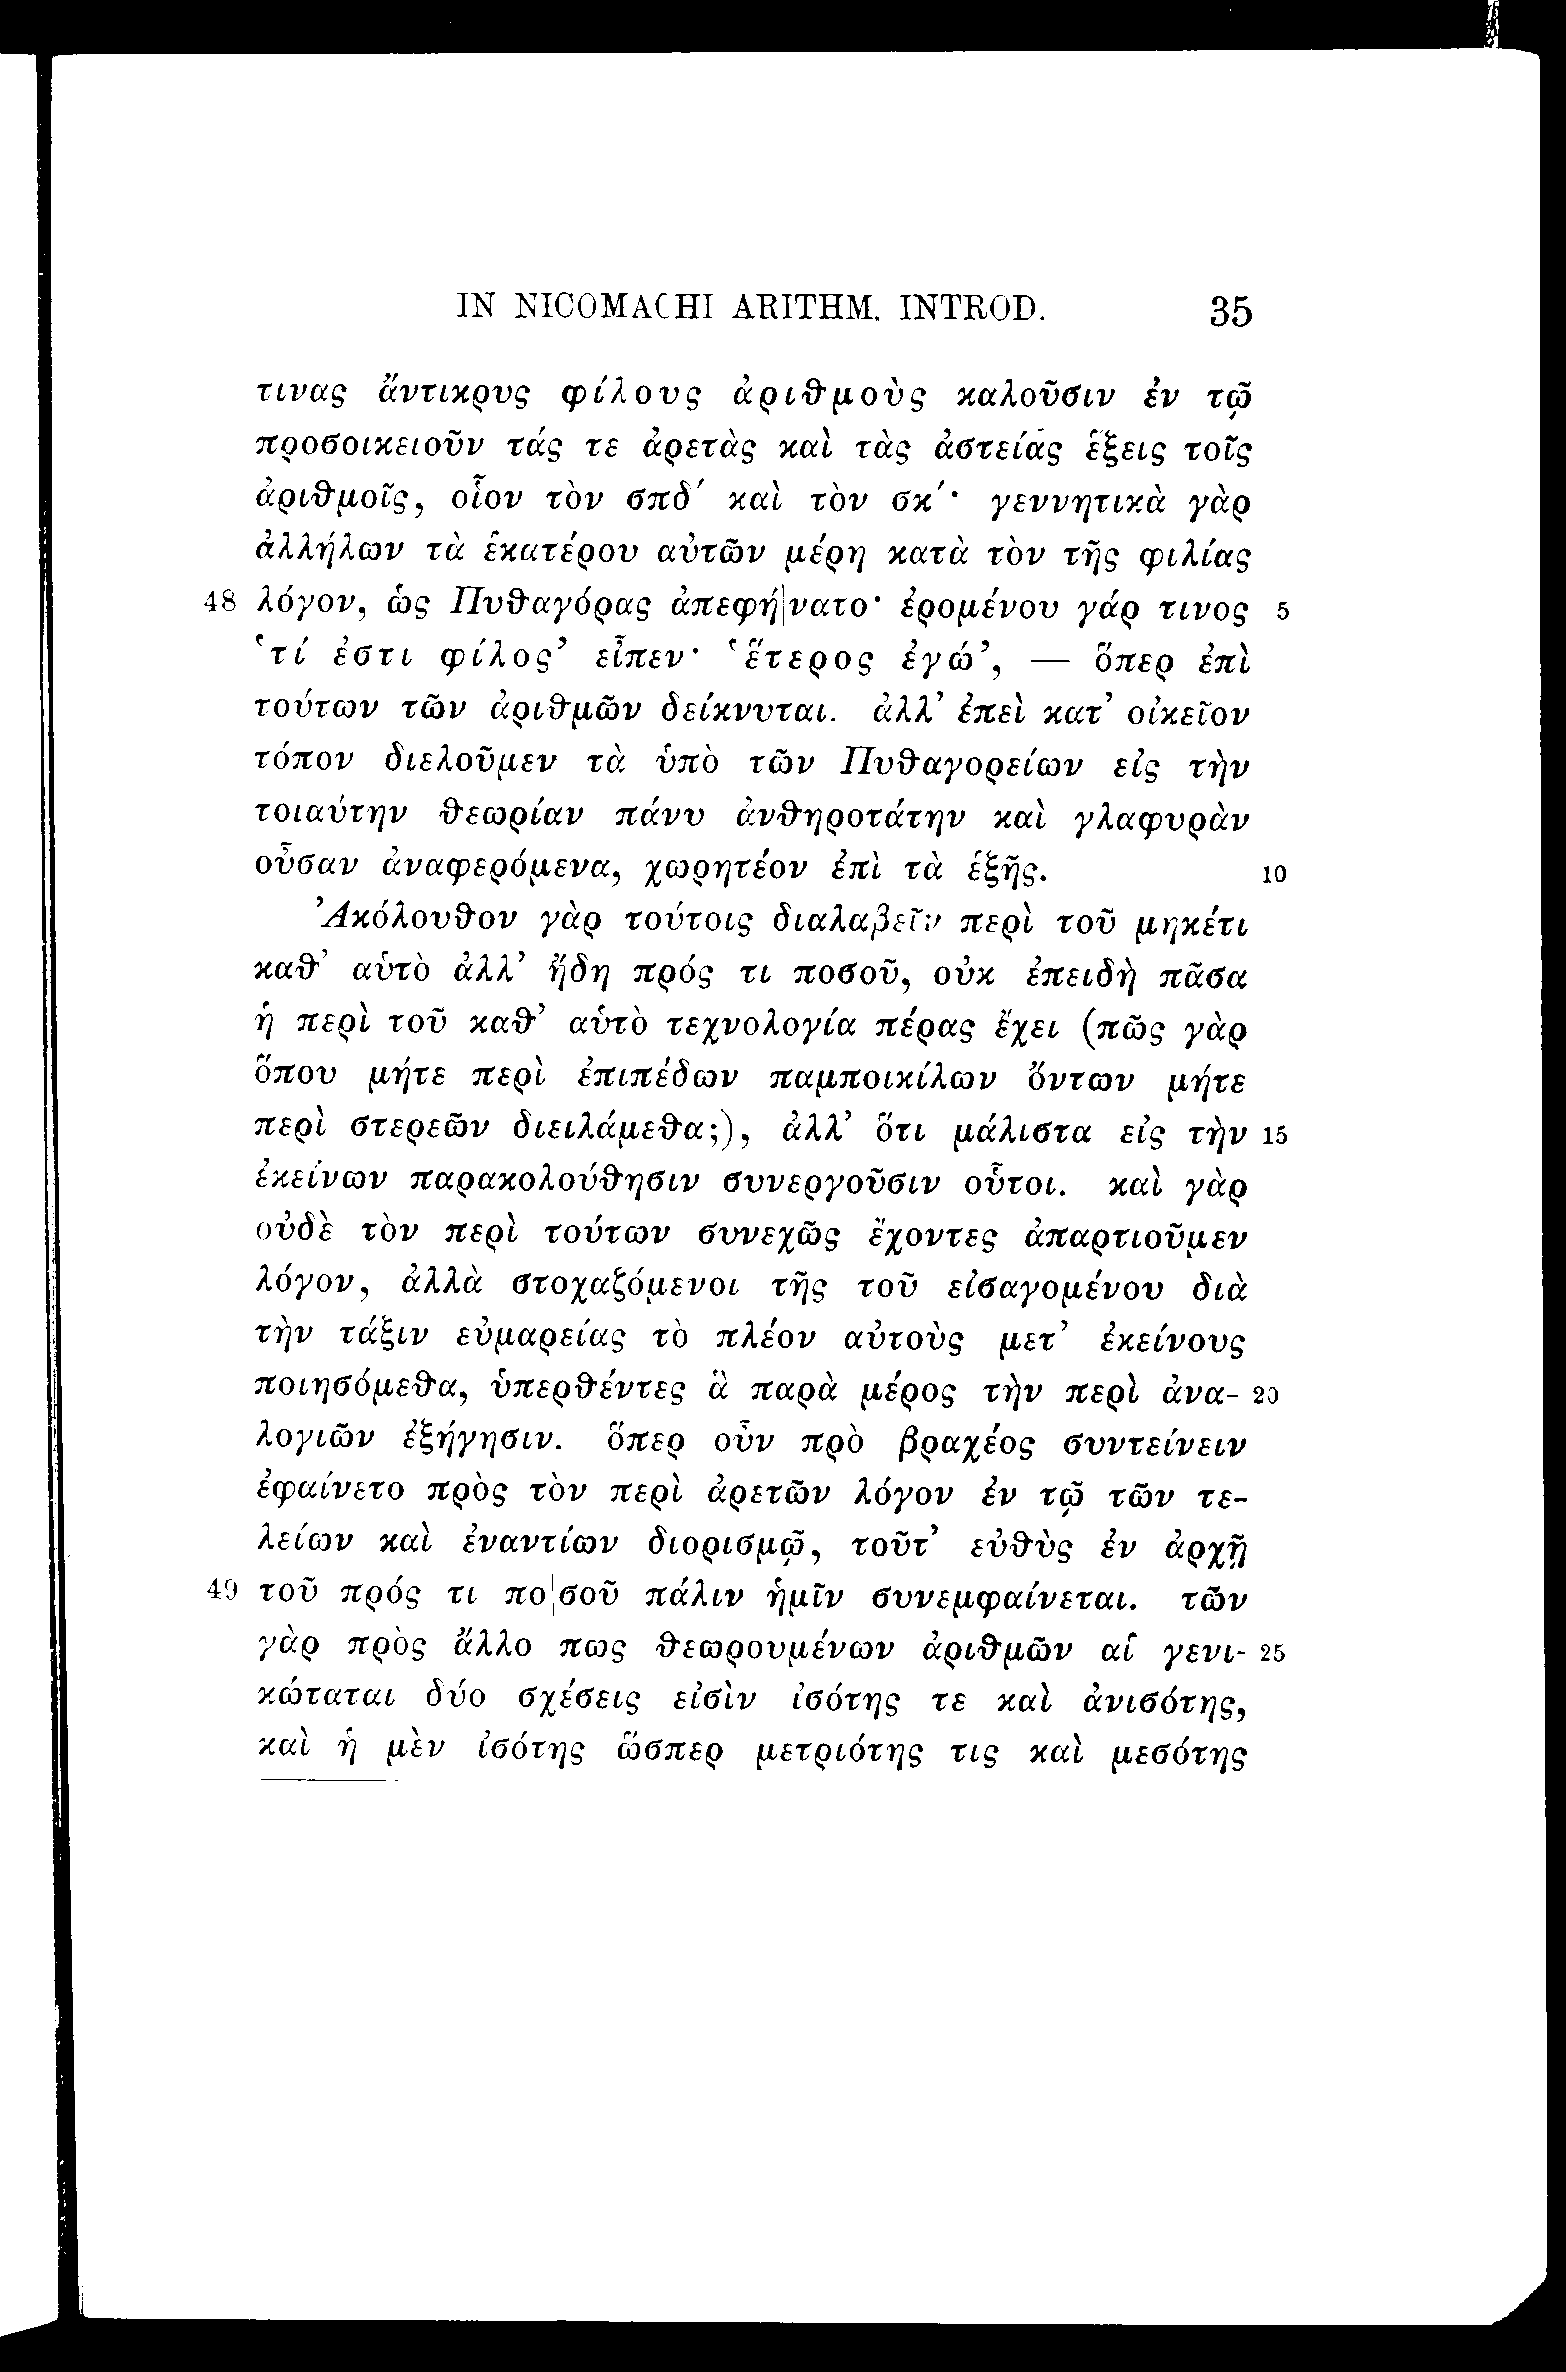 IN NICOMACHI ARITHM. INTROD. 35
τινας ἄντικρυς φίλους ἀριθμοὺς καλοῦσιν ἐν τῷ
προσοικειοῦν τάς τε ἀρετὰς καὶ τὰς ἀστείας ἕξεις τοῖς
ἀριθμοῖς, οἷον τὸν σπδʹ καὶ τὸν σκʹ· γεννητικὰ γὰρ
ἀλλήλων τὰ ἑκατέρου αὐτῶν μέρη κατὰ τὸν τῆς φιλίας
48 λόγον, ὡς Πυθαγόρας ἀπεφή|νατο· ἐρομένου γάρ τινος 5
‘τί ἐστι φίλος’ εἶπεν· ‘ἕτερος ἐγώ’, — ὅπερ ἐπὶ
τούτων τῶν ἀριθμῶν δείκνυται. ἀλλ’ ἐπεὶ κατ’ οἰκεῖον
τόπον διελοῦμεν τὰ ὑπὸ τῶν Πυθαγορείων εἰς τὴν
τοιαύτην θεωρίαν πάνυ ἀνθηροτάτην καὶ γλαφυρὰν
οὖσαν ἀναφερόμενα, χωρητέον ἐπὶ τὰ ἑξῆς. 10
Ἀκόλουθον γὰρ τούτοις διαλαβεῖν περὶ τοῦ μηκέτι
καθ’ αὑτὸ ἀλλ’ ἤδη πρός τι ποσοῦ, οὐκ ἐπειδὴ πᾶσα
ἡ περὶ τοῦ καθ’ αὑτὸ τεχνολογία πέρας ἔχει (πῶς γὰρ
ὅπου μήτε περὶ ἐπιπέδων παμποικίλων ὄντων μήτε
περὶ στερεῶν διειλάμεθα;), ἀλλ’ ὅτι μάλιστα εἰς τὴν 15
ἐκείνων παρακολούθησιν συνεργοῦσιν οὗτοι. καὶ γὰρ
οὐδὲ τὸν περὶ τούτων συνεχῶς ἔχοντες ἀπαρτιοῦμεν
λόγον, ἀλλὰ στοχαζόμενοι τῆς τοῦ εἰσαγομένου διὰ
τὴν τάξιν εὐμαρείας τὸ πλέον αὐτοὺς μετ’ ἐκείνους
ποιησόμεθα, ὑπερθέντες ἃ παρὰ μέρος τὴν περὶ ἀνα- 20
λογιῶν ἐξήγησιν. ὅπερ οὖν πρὸ βραχέος συντείνειν
ἐφαίνετο πρὸς τὸν περὶ ἀρετῶν λόγον ἐν τῷ τῶν τε-
λείων καὶ ἐναντίων διορισμῷ, τοῦτ’ εὐθὺς ἐν ἀρχῇ
49 τοῦ πρός τι πο|σοῦ πάλιν ἡμῖν συνεμφαίνεται. τῶν
γὰρ πρὸς ἄλλο πως θεωρουμένων ἀριθμῶν αἱ γενι- 25
κώταται δύο σχέσεις εἰσὶν ἰσότης τε καὶ ἀνισότης,
καὶ ἡ μὲν ἰσότης ὥσπερ μετριότης τις καὶ μεσότης